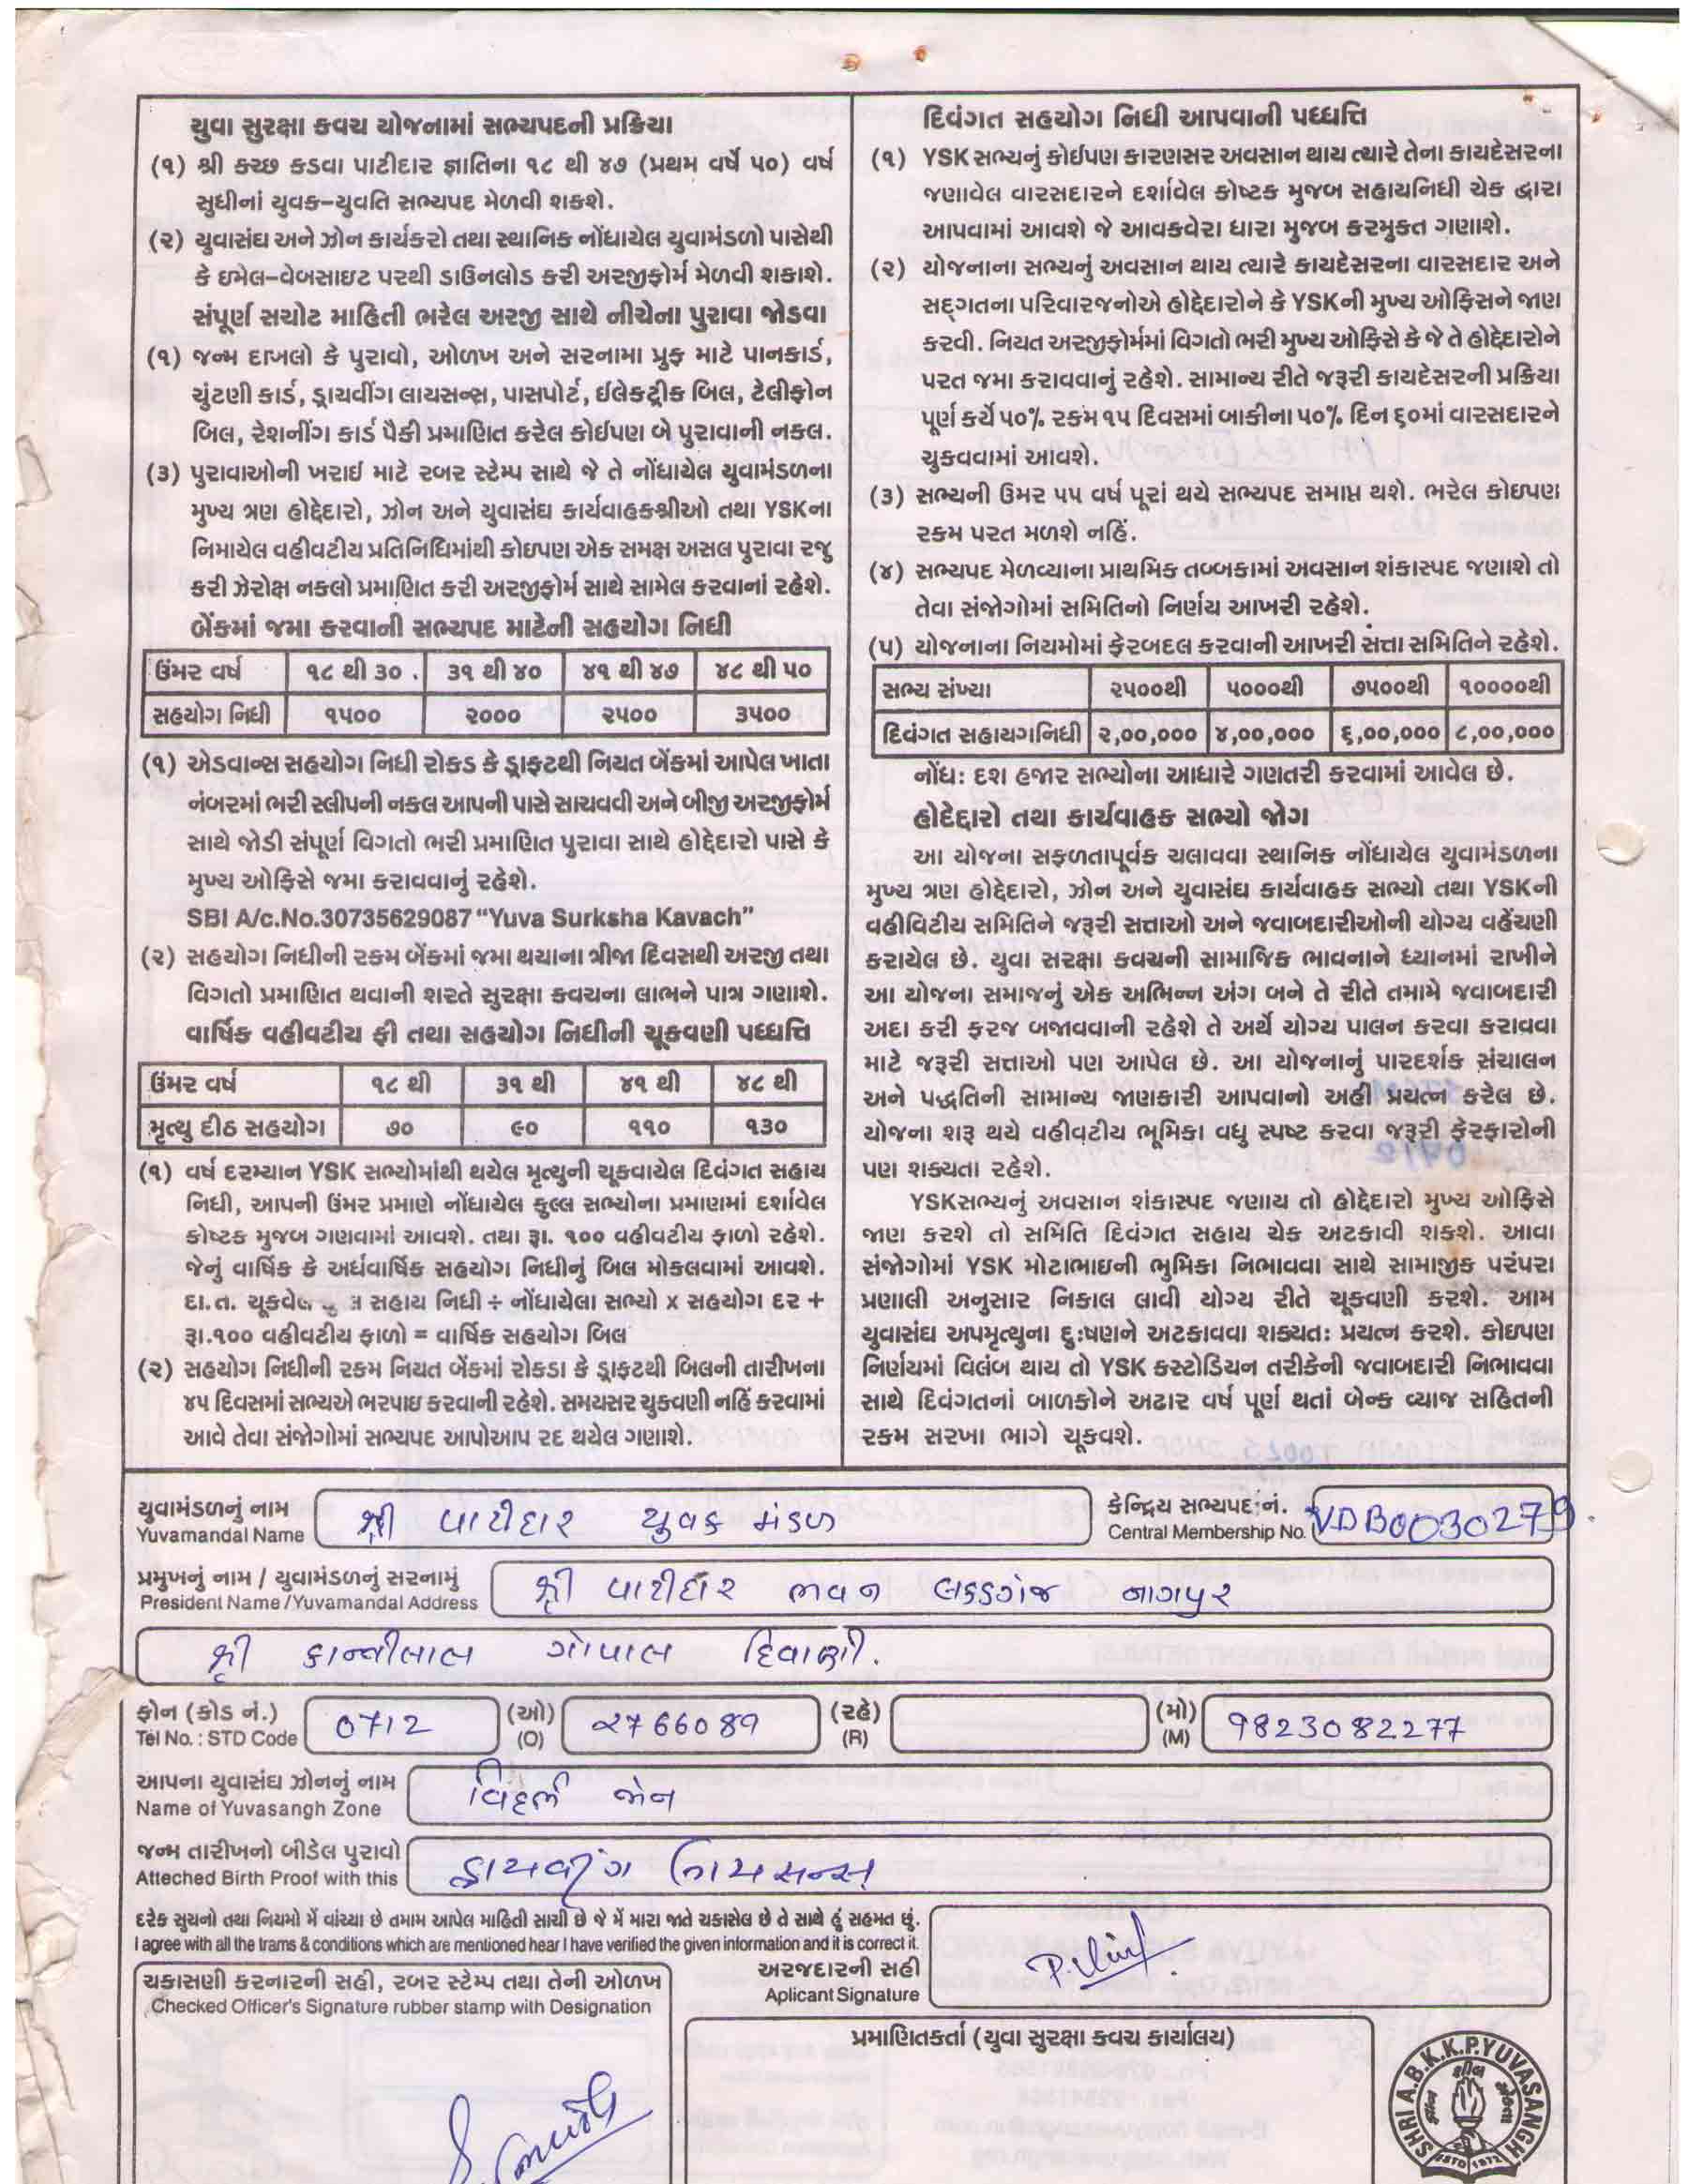 યુવા સુરક્ષા કવચ યોજનામાં સભ્યપદની પ્રક્રિયા
(૧) શ્રી કચ્છ કડવા પાટીદાર જ્ઞાતિના ૧૮ થી ૪૭ (પ્રથમ વર્ષે ૫૦) વર્ષ
સુધીનાં યુવક-યુવતિ સભ્યપદ મેળવી શકશે.
(૨) યુવાસંઘ અને ઝોન કાર્યકરો તથા સ્થાનિક નોંધાયેલ યુવામંડળો પાસેથી
કે ઇમેલ-વેબસાઇટ પરથી ડાઉનલોડ કરી અરજીફોર્મ મેળવી શકાશે.
સંપૂર્ણ સચોટ માહિતી ભરેલ અરજી સાથે નીચેના પુરાવા જોડવા
(૧) જન્મ દાખલો કે પુરાવો, ઓળખ અને સરનામા પ્રુફ માટે પાનકાર્ડ,
ચુંટણી કાર્ડ, ડ્રાયવીંગ લાયસન્સ, પાસપોર્ટ, ઈલેક્ટ્રીક બિલ, ટેલીફોન
બિલ, રેશનીંગ કાર્ડ પૈકી પ્રમાણિત કરેલ કોઈપણ બે પુરાવાની નકલ.
(૩) પુરાવાઓની ખરાઈ માટે રબર સ્ટેમ્પ સાથે જે તે નોંધાયેલ યુવામંડળના
મુખ્ય ત્રણ હોદ્દેદારો, ઝોન અને યુવાસંઘ કાર્યવાહકશ્રીઓ તથા YSKના
નિમાયેલ વહીવટીય પ્રતિનિધિમાંથી કોઇપણ એક સમક્ષ અસલ પુરાવા રજુ
કરી ઝેરોક્ષ નકલો પ્રમાણિત કરી અરજીફોર્મ સાથે સામેલ કરવાનાં રહેશે.
બેંકમાં જમા કરવાની સભ્યપદ માટેની સહયોગ નિધી
ઉંમર વર્ષ ૧૮ થી ૩૦ . ૩૧ થી ૪૦ ૪૧ થી ૪૭ ૪૮ થી ૫૦
સહયોગ નિધી ૧૫૦૦ ૨૦૦૦ ૨૫૦૦ ૩૫૦૦
(૧) એડવાન્સ સહયોગ નિધી રોકડ કે ડ્રાફ્ટથી નિયત બેંકમાં આપેલ ખાતા
નંબરમાં ભરી સ્લીપની નકલ આપની પાસે સાચવવી અને બીજી અરજીફોર્મ
સાથે જોડી સંપૂર્ણ વિગતો ભરી પ્રમાણિત પુરાવા સાથે હોદ્દેદારો પાસે કે
મુખ્ય ઓફિસે જમા કરાવવાનું રહેશે.
SBI A/c.No.30735629087 “Yuva Surksha Kavach”
(૨) સહયોગ નિધીની રકમ બેંકમાં જમા થયાના ત્રીજા દિવસથી અરજી તથા
વિગતો પ્રમાણિત થવાની શરતે સુરક્ષા કવચના લાભને પાત્ર ગણાશે.
વાર્ષિક વહીવટીય ફી તથા સહયોગ નિધીની ચૂકવણી પધ્ધત્તિ
ઉંમર વર્ષ ૧૮ થી ૩૧ થી ૪૧ થી ૪૮ થી
મૃત્યુ દીઠ સહયોગ ૭૦ ૯૦ ૧૧૦ ૧૩૦
(૧) વર્ષ દરમ્યાન YSK સભ્યોમાંથી થયેલ મૃત્યુની ચૂકવાયેલ દિવંગત સહાય
નિધી, આપની ઉંમર પ્રમાણે નોંધાયેલ કુલ્લ સભ્યોના પ્રમાણમાં દર્શાવેલ
કોષ્ટક મુજબ ગણવામાં આવશે. તથા રૂા. ૧૦૦ વહીવટીય ફાળો રહેશે.
જેનું વાર્ષિક કે અર્ધવાર્ષિક સહયોગ નિધીનું બિલ મોકલવામાં આવશે.
દા.ત. ચૂકવેલ સહાય નિધી ÷ નોંધાયેલા સભ્યો x સહયોગ દર +
રૂા.૧૦૦ વહીવટીય ફાળો = વાર્ષિક સહયોગ બિલ
(૨) સહયોગ નિધીની રકમ નિયત બેંકમાં રોકડા કે ડ્રાફ્ટથી બિલની તારીખના
૪૫ દિવસમાં સભ્યએ ભરપાઇ કરવાની રહેશે. સમયસર ચુકવણી નહિં કરવામાં
આવે તેવા સંજોગોમાં સભ્યપદ આપોઆપ રદ થયેલ ગણાશે.
દિવંગત સહયોગ નિધી આપવાની પધ્ધત્તિ
(૧) YSK સભ્યનું કોઈપણ કારણસર અવસાન થાય ત્યારે તેના કાયદેસરના
જણાવેલ વારસદારને દર્શાવેલ કોષ્ટક મુજબ સહાયનિધી ચેક દ્વારા
આપવામાં આવશે જે આવકવેરા ધારા મુજબ કરમુક્ત ગણાશે.
(૨) યોજનાના સભ્યનું અવસાન થાય ત્યારે કાયદેસરના વારસદાર અને
સદ્ગતના પરિવારજનોએ હોદ્દેદારોને કે YSKની મુખ્ય ઓફિસને જાણ
કરવી. નિયત અરજીફોર્મમાં વિગતો ભરી મુખ્ય ઓફિસે કે જે તે હોદ્દેદારોને
પરત જમા કરાવવાનું રહેશે. સામાન્ય રીતે જરૂરી કાયદેસરની પ્રક્રિયા
પૂર્ણ કર્યે ૫૦% રકમ ૧૫ દિવસમાં બાકીના ૫૦% દિન ૬૦માં વારસદારને
ચુકવવામાં આવશે.
(૩) સભ્યની ઉમર ૫૫ વર્ષ પૂરાં થયે સભ્યપદ સમાપ્ત થશે. ભરેલ કોઇપણ
રકમ પરત મળશે નહિં.
(૪) સભ્યપદ મેળવ્યાના પ્રાથમિક તબ્બકામાં અવસાન શંકાસ્પદ જણાશે તો
તેવા સંજોગોમાં સમિતિનો નિર્ણય આખરી રહેશે.
(૫) યોજનાના નિયમોમાં ફેરબદલ કરવાની આખરી સત્તા સમિતિને રહેશે.
સભ્ય સંખ્યા ૨૫૦૦થી ૫૦૦૦થી ૭૫૦૦થી ૧૦૦૦૦થી
દિવંગત સહાયગનિધી ૨,૦૦,૦૦૦ ૪,૦૦,૦૦૦ ૬,૦૦,૦૦૦ ૮,૦૦,૦૦૦
નોંધ: દશ હજાર સભ્યોના આધારે ગણતરી કરવામાં આવેલ છે.
હોદેદ્દારો તથા કાર્યવાહક સભ્યો જોગ
આ યોજના સફળતાપૂર્વક ચલાવવા સ્થાનિક નોંધાયેલ યુવામંડળના
મુખ્ય ત્રણ હોદ્દેદારો, ઝોન અને યુવાસંઘ કાર્યવાહક સભ્યો તથા YSKની
વહીવિટીય સમિતિને જરૂરી સત્તાઓ અને જવાબદારીઓની યોગ્ય વહેંચણી
કરાયેલ છે. યુવા સરક્ષા કવચની સામાજિક ભાવનાને ધ્યાનમાં રાખીને
આ યોજના સમાજનું એક અભિન્ન અંગ બને તે રીતે તમામે જવાબદારી
અદા કરી ફરજ બજાવવાની રહેશે તે અર્થે યોગ્ય પાલન કરવા કરાવવા
માટે જરૂરી સત્તાઓ પણ આપેલ છે. આ યોજનાનું પારદર્શક સંચાલન
અને પદ્ધતિની સામાન્ય જાણકારી આપવાનો અહીં પ્રયત્ન કરેલ છે.
યોજના શરૂ થયે વહીવટીય ભૂમિકા વધુ સ્પષ્ટ કરવા જરૂરી ફેરફારોની
પણ શક્યતા રહેશે.
YSKસભ્યનું અવસાન શંકાસ્પદ જણાય તો હોદ્દેદારો મુખ્ય ઓફિસે
જાણ કરશે તો સમિતિ દિવંગત સહાય ચેક અટકાવી શકશે. આવા
સંજોગોમાં YSK મોટાભાઇની ભુમિકા નિભાવવા સાથે સામાજીક પરંપરા
પ્રણાલી અનુસાર નિકાલ લાવી યોગ્ય રીતે ચૂકવણી કરશે. આમ
યુવાસંઘ અપમૃત્યુના દુ:ષણને અટકાવવા શક્યત: પ્રયત્ન કરશે. કોઇપણ
નિર્ણયમાં વિલંબ થાય તો YSK કસ્ટોડિયન તરીકેની જવાબદારી નિભાવવા
સાથે દિવંગતનાં બાળકોને અઢાર વર્ષ પૂર્ણ થતાં બેન્ક વ્યાજ સહિતની
રકમ સરખા ભાગે ચૂકવશે.
યુવામંડળનું નામ શ્રી પાટીદાર યુવક મંડળ કેન્દ્રિય સભ્યપદ નં.
Yuvamandal Name Central Membership No. VDB0030279.
પ્રમુખનું નામ / યુવામંડળનું સરનામું શ્રી પાટીદાર ભવન લકડગંજ નાગપુર
President Name /Yuvamandal Address
શ્રી કાન્તીલાલ ગોપાલ દિવાણી.
ફોન (કોડ નં.) 0712 (ઓ) 2766089 (રહે) (મો) 9823082277
Tel No. : STD Code (O) (R) (M)
આપના યુવાસંઘ ઝોનનું નામ વિદર્ભ જોન
Name of Yuvasangh Zone
જન્મ તારીખનો બીડેલ પુરાવો ડ્રાયવીંગ લાયસન્સ
Atteched Birth Proof with this
દરેક સુચનો તથા નિયમો મેં વાંચ્યા છે તમામ આપેલ માહિતી સાચી છે જે મેં મારા જાતે ચકાસેલ છે તે સાથે હું સહમત છું.
I agree with all the trams & conditions which are mentioned hear I have verified the given information and it is correct it.
અરજદારની સહી
Aplicant Signature
ચકાસણી કરનારની સહી, રબર સ્ટેમ્પ તથા તેની ઓળખ
Checked Officer's Signature rubber stamp with Designation
પ્રમાણિતકર્તા (યુવા સુરક્ષા કવચ કાર્યાલય)
SHRI A.B.K.K.P.YUVASANGH